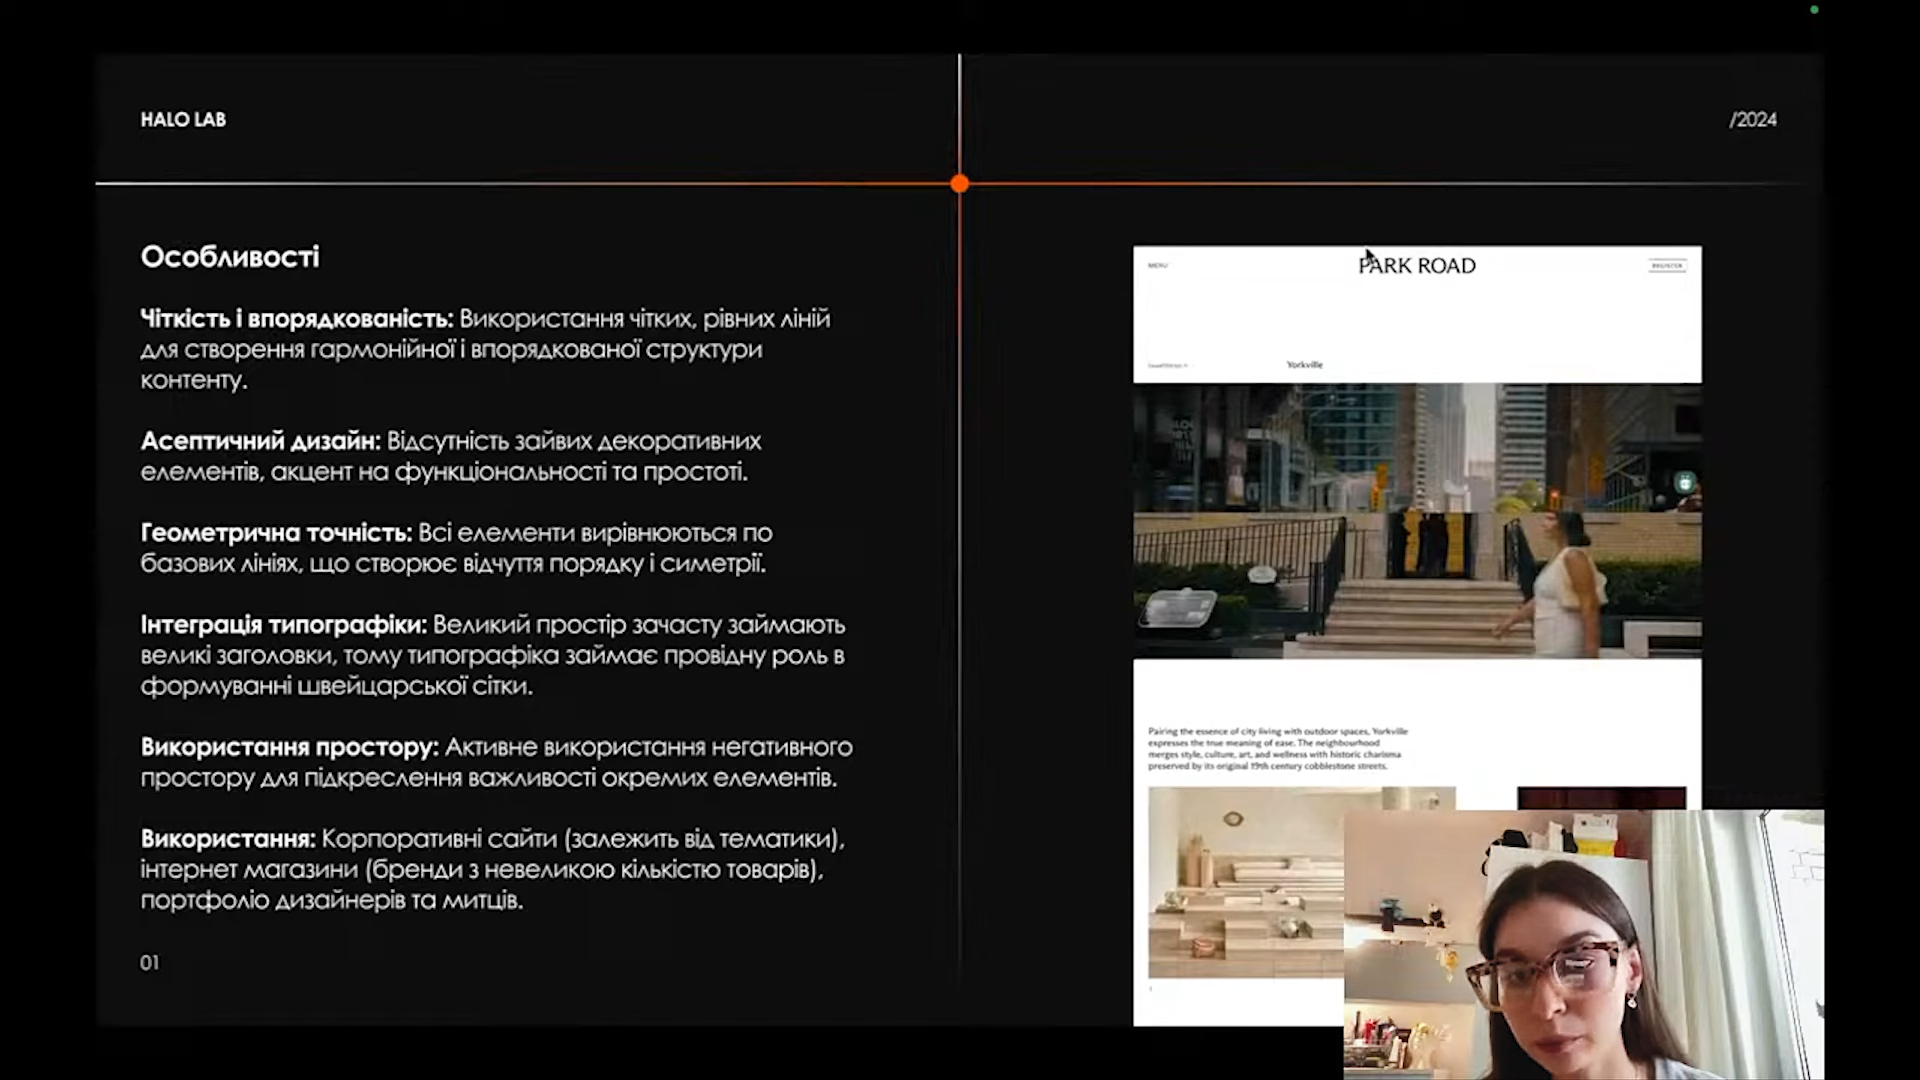 HALO LAB
/2024
Особливості
Чіткість і впорядкованість: Використання чітких, рівних ліній
для створення гармонійної і впорядкованої структури
контенту.
Асептичний дизайн: Відсутність зайвих декоративних
елементів, акцент на функціональності та простоті.
Геометрична точність: Всі елементи вирівнюються по
базових лініях, що створює відчуття порядку і симетрії.
Інтеграція типографіки: Великий простір зачасту займають
великі заголовки, тому типографіка займає провідну роль в
формуванні швейцарської сітки.
Використання простору: Активне використання негативного
простору для підкреслення важливості окремих елементів.
Використання: Корпоративні сайти (залежить від тематики),
інтернет магазини (бренди з невеликою кількістю товарів),
портфоліо дизайнерів та митців.
01
MENU
PARK ROAD
REGISTER
Yorkville
Pairing the essence of city living with outdoor spaces, Yorkville
expresses the true meaning of ease. The neighbourhood
merges style, culture, art, and wellness with historic charisma
preserved by its original 19th century cobblestone streets.